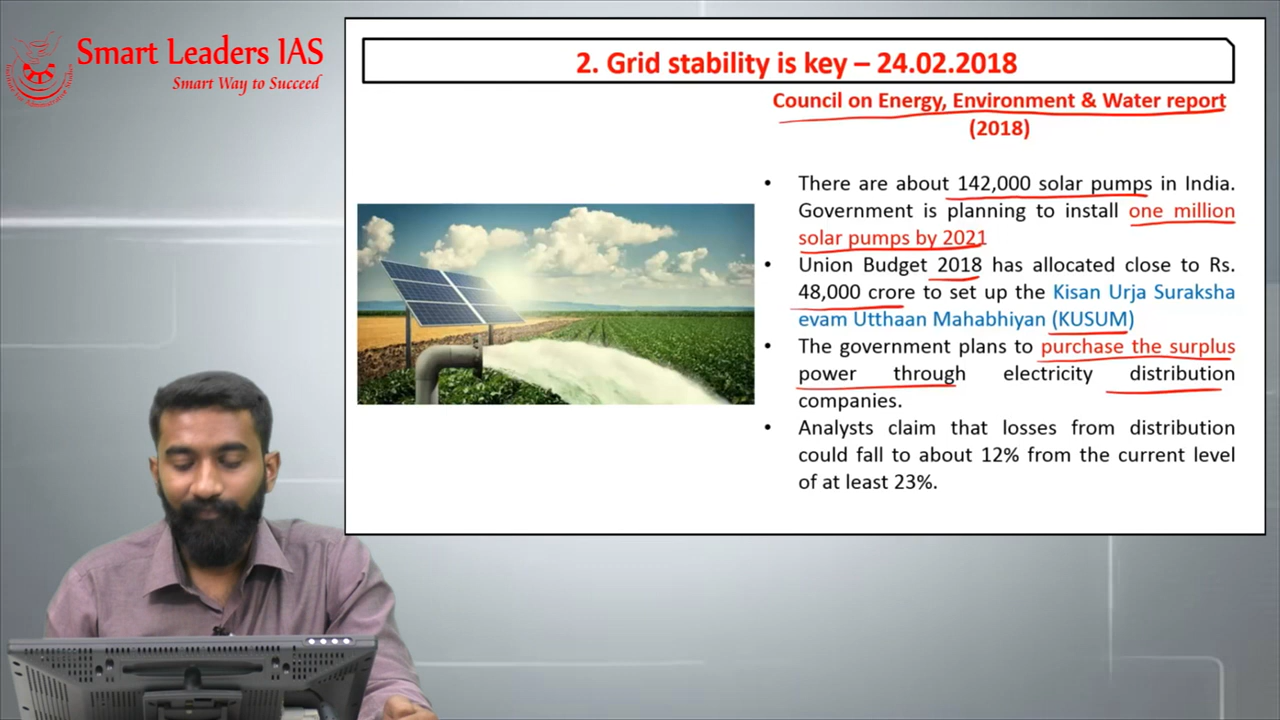 Smart Leaders IAS
Smart Way to Succeed
2. Grid stability is key – 24.02.2018
Council on Energy, Environment & Water report
(2018)
• There are about 142,000 solar pumps in India.
Government is planning to install one million
solar pumps by 2021
• Union Budget 2018 has allocated close to Rs.
48,000 crore to set up the Kisan Urja Suraksha
evam Utthaan Mahabhiyan (KUSUM)
• The government plans to purchase the surplus
power through electricity distribution
companies.
• Analysts claim that losses from distribution
could fall to about 12% from the current level
of at least 23%.